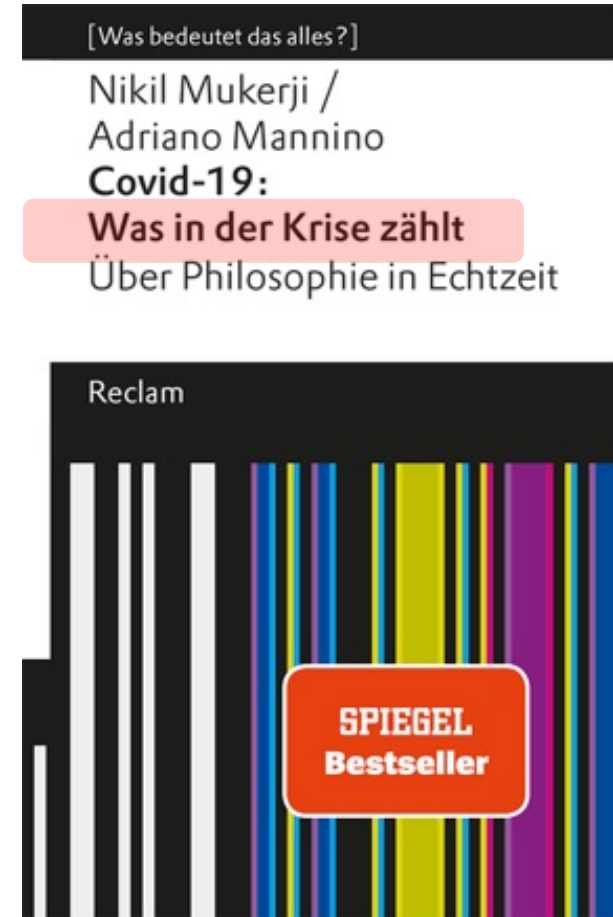 [Was bedeutet das alles?]
Nikil Mukerji /
Adriano Mannino
Covid-19:
Was in der Krise zählt
Über Philosophie in Echtzeit
Reclam
SPIEGEL
Bestseller